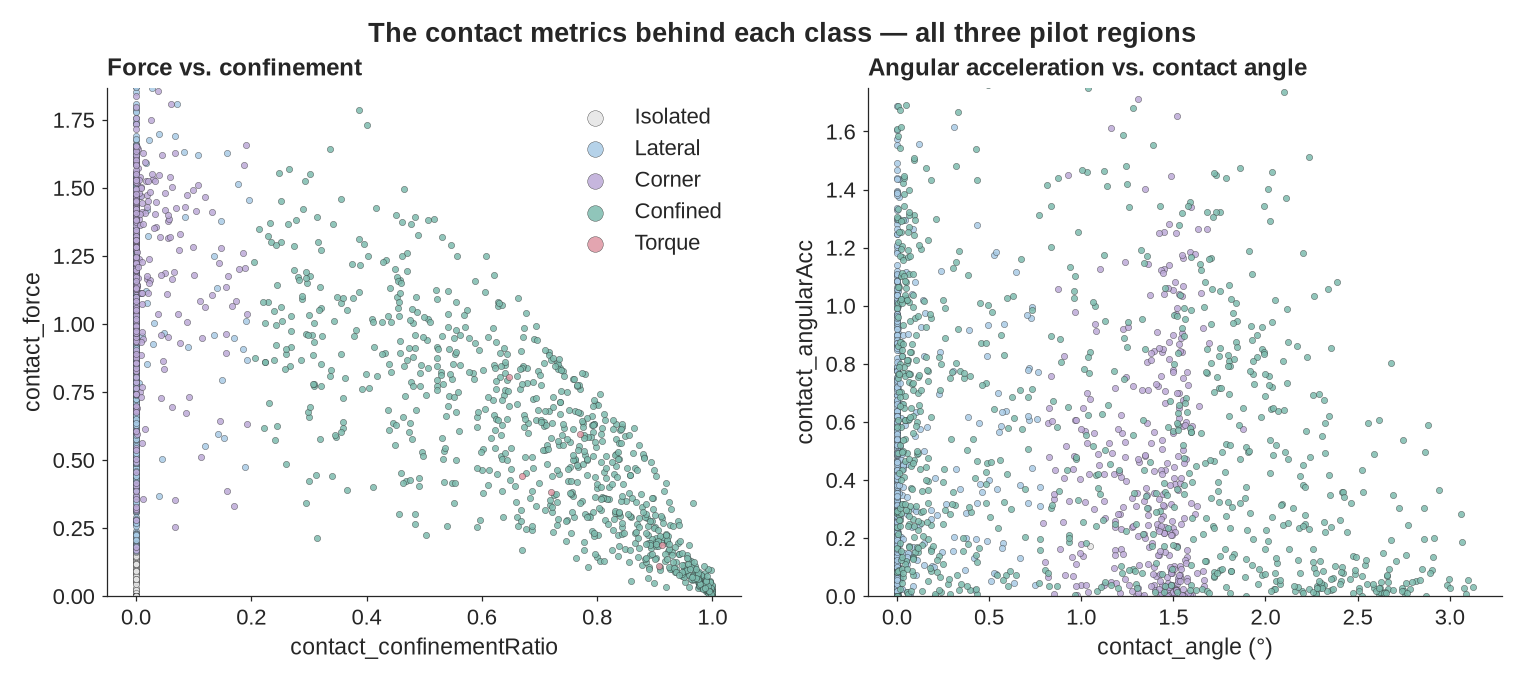 The contact metrics behind each class — all three pilot regions
Force vs. confinement
contact_force
1.75
1.50
1.25
1.00
0.75
0.50
0.25
0.00
0.0 0.2 0.4 0.6 0.8 1.0
contact_confinementRatio
Isolated
Lateral
Corner
Confined
Torque
Angular acceleration vs. contact angle
contact_angularAcc
1.6
1.4
1.2
1.0
0.8
0.6
0.4
0.2
0.0
0.0 0.5 1.0 1.5 2.0 2.5 3.0
contact_angle (°)